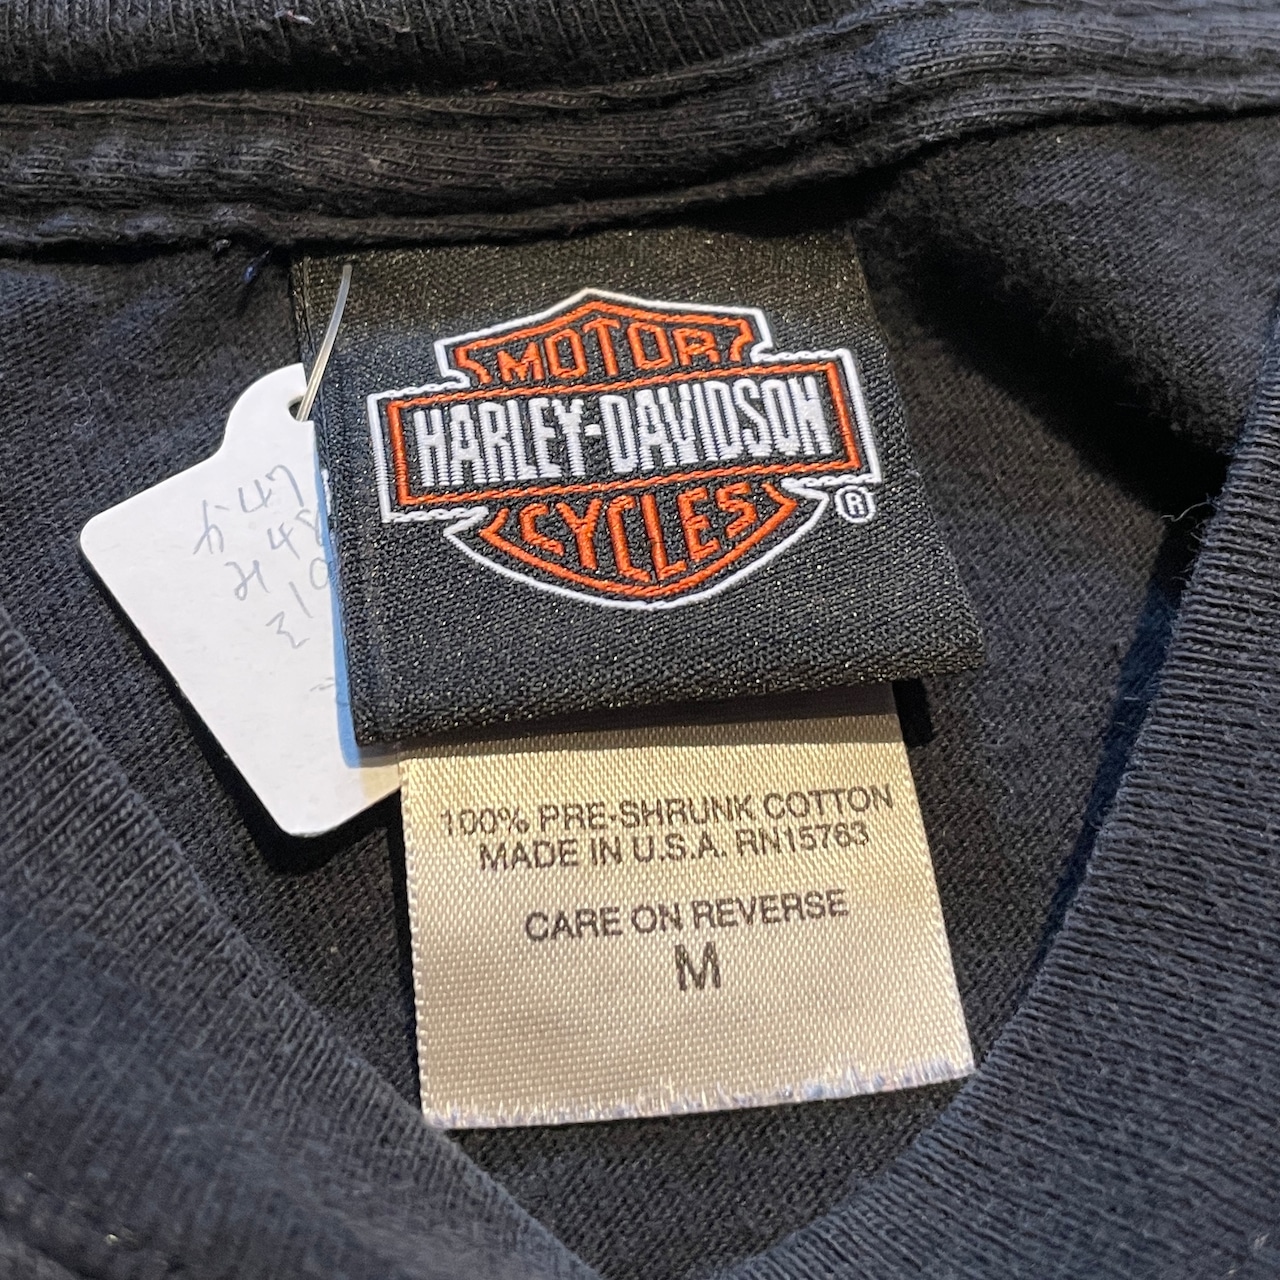 MOTOR
HARLEY-DAVIDSON
CYCLES
®
100% PRE-SHRUNK COTTON
MADE IN U.S.A. RN15763
CARE ON REVERSE
M